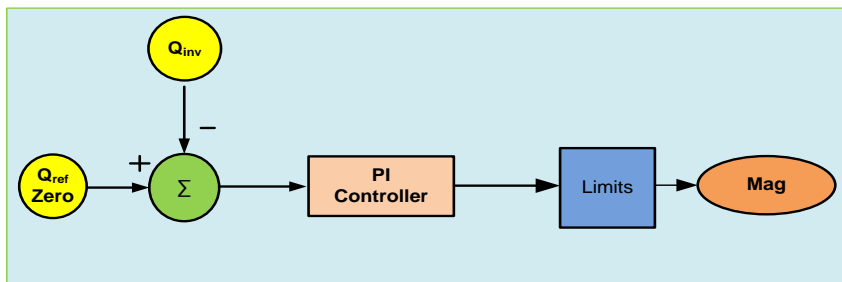 Qinv
−
+
Qref
Zero
Σ
PI
Controller
Limits
Mag